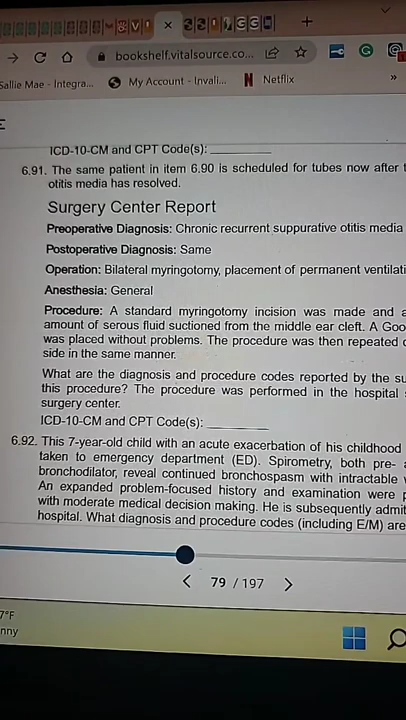 bookshelf.vitalsource.co...
Sallie Mae - Integra... My Account - Invali... Netflix »
ICD-10-CM and CPT Code(s): ________
6.91. The same patient in item 6.90 is scheduled for tubes now after
otitis media has resolved.
Surgery Center Report
Preoperative Diagnosis: Chronic recurrent suppurative otitis media
Postoperative Diagnosis: Same
Operation: Bilateral myringotomy, placement of permanent ventilati
Anesthesia: General
Procedure: A standard myringotomy incision was made and a
amount of serous fluid suctioned from the middle ear cleft. A Goo
was placed without problems. The procedure was then repeated
side in the same manner.
What are the diagnosis and procedure codes reported by the su
this procedure? The procedure was performed in the hospital
surgery center.
ICD-10-CM and CPT Code(s): ________
6.92. This 7-year-old child with an acute exacerbation of his childhood
taken to emergency department (ED). Spirometry, both pre- a
bronchodilator, reveal continued bronchospasm with intractable
An expanded problem-focused history and examination were p
with moderate medical decision making. He is subsequently admit
hospital. What diagnosis and procedure codes (including E/M) are
79 / 197
7°F
nny